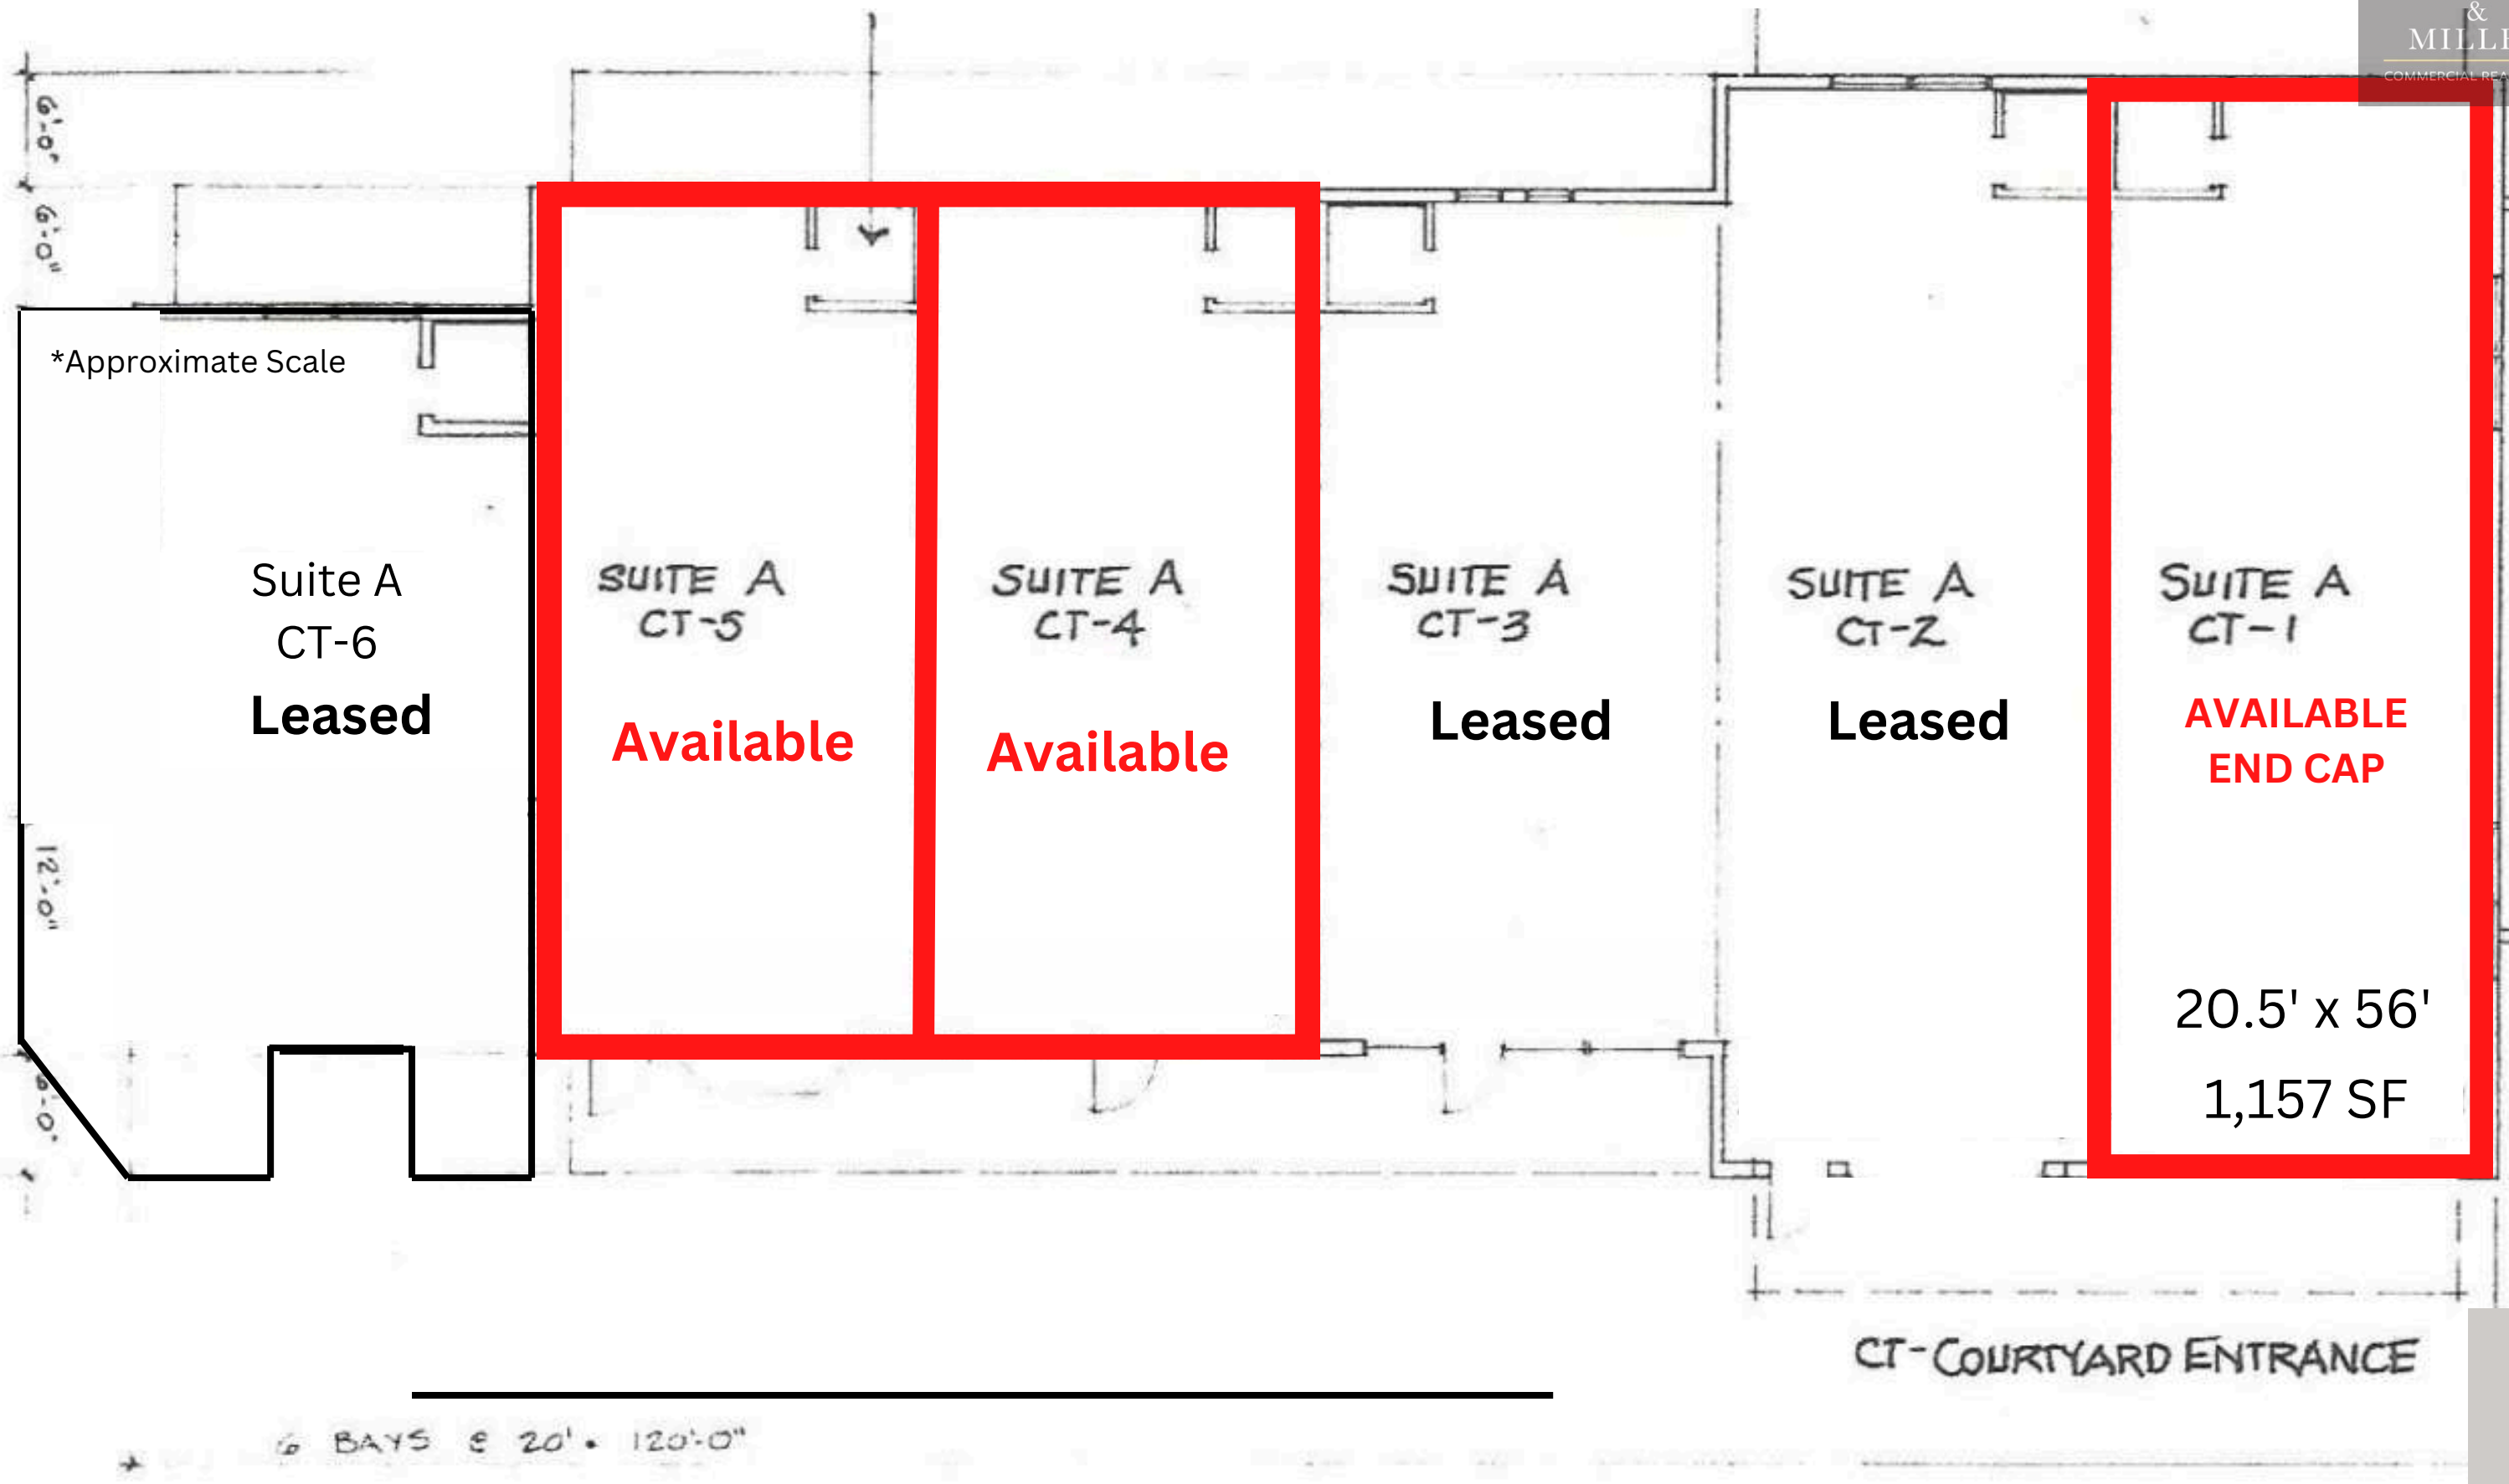 &
MILLE
COMMERCIAL REA
6'-0"
6'-0"
*Approximate Scale
Suite A
CT-6
Leased
SUITE A
CT-5
Available
SUITE A
CT-4
Available
SUITE A
CT-3
Leased
SUITE A
CT-2
Leased
SUITE A
CT-1
AVAILABLE
END CAP
20.5' x 56'
1,157 SF
12'-0"
CT-COURTYARD ENTRANCE
6 BAYS @ 20' = 120'-0"